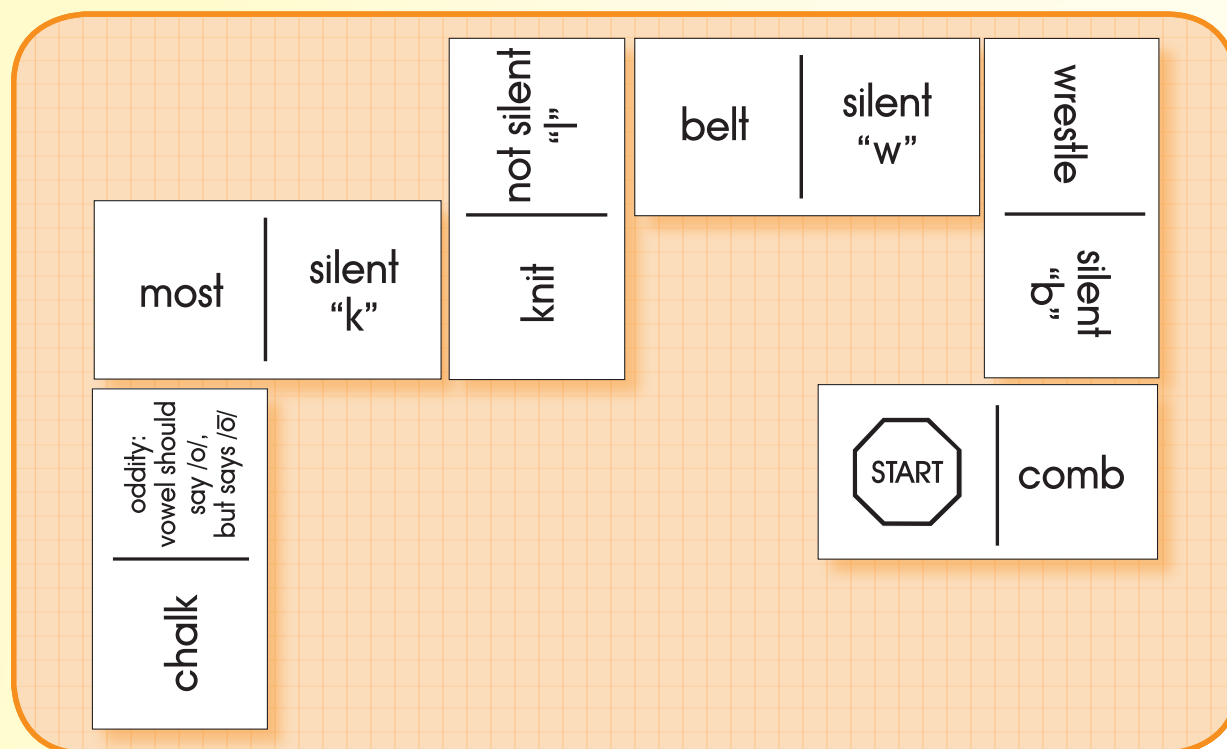 not silent
“l”
knit
belt
silent
“w”
wrestle
silent
“b”
most
silent
“k”
START
comb
oddity:
vowel should
say /o/,
but says /ō/
chalk